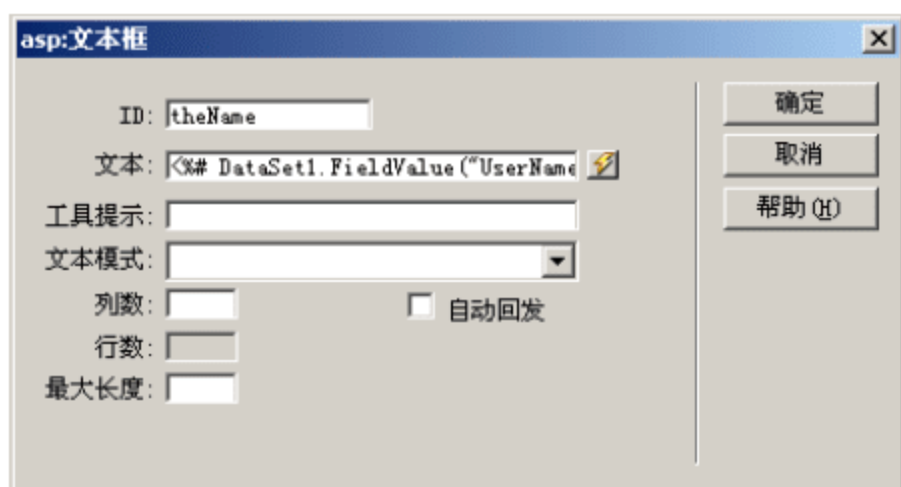 asp:文本框
ID: theName
确定
文本: <%# DataSet1.FieldValue("UserName
取消
工具提示:
帮助(H)
文本模式:
列数:
自动回发
行数:
最大长度: